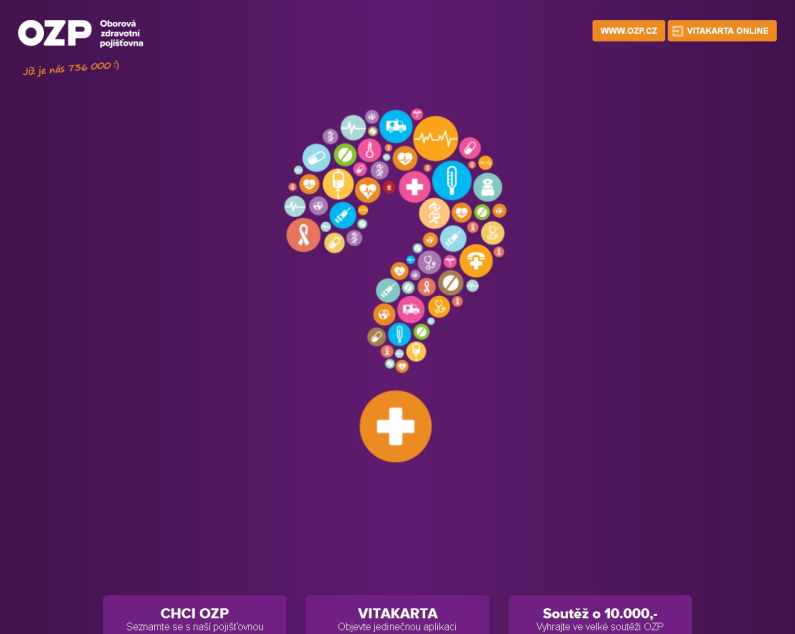 OZP
Oborová
zdravotní
pojišťovna
Již je nás 736 000 :)
WWW.OZP.CZ
VITAKARTA ONLINE
CHCI OZP
Seznamte se s naší pojišťovnou
VITAKARTA
Objevte jedinečnou aplikaci
Soutěž o 10.000,-
Vyhrajte ve velké soutěži OZP